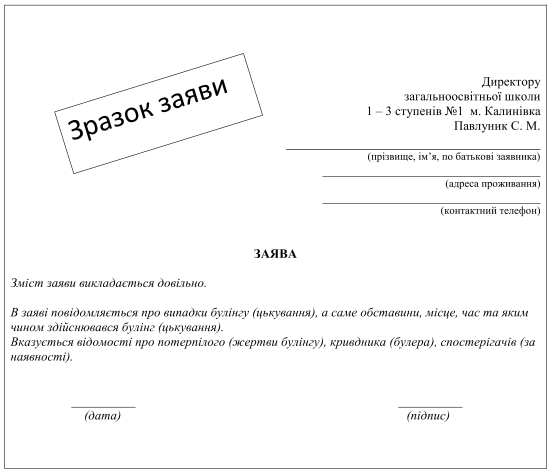 Зразок заяви
Директору
загальноосвітньої школи
1 – 3 ступенів №1 м. Калинівка
Павлуник С. М.
(прізвище, ім’я, по батькові заявника)
(адреса проживання)
(контактний телефон)
ЗАЯВА
Зміст заяви викладається довільно.
В заяві повідомляється про випадки булінгу (цькування), а саме обставини, місце, час та яким
чином здійснювався булінг (цькування).
Вказується відомості про потерпілого (жертви булінгу), кривдника (булера), спостерігачів (за
наявності).
(дата) (підпис)